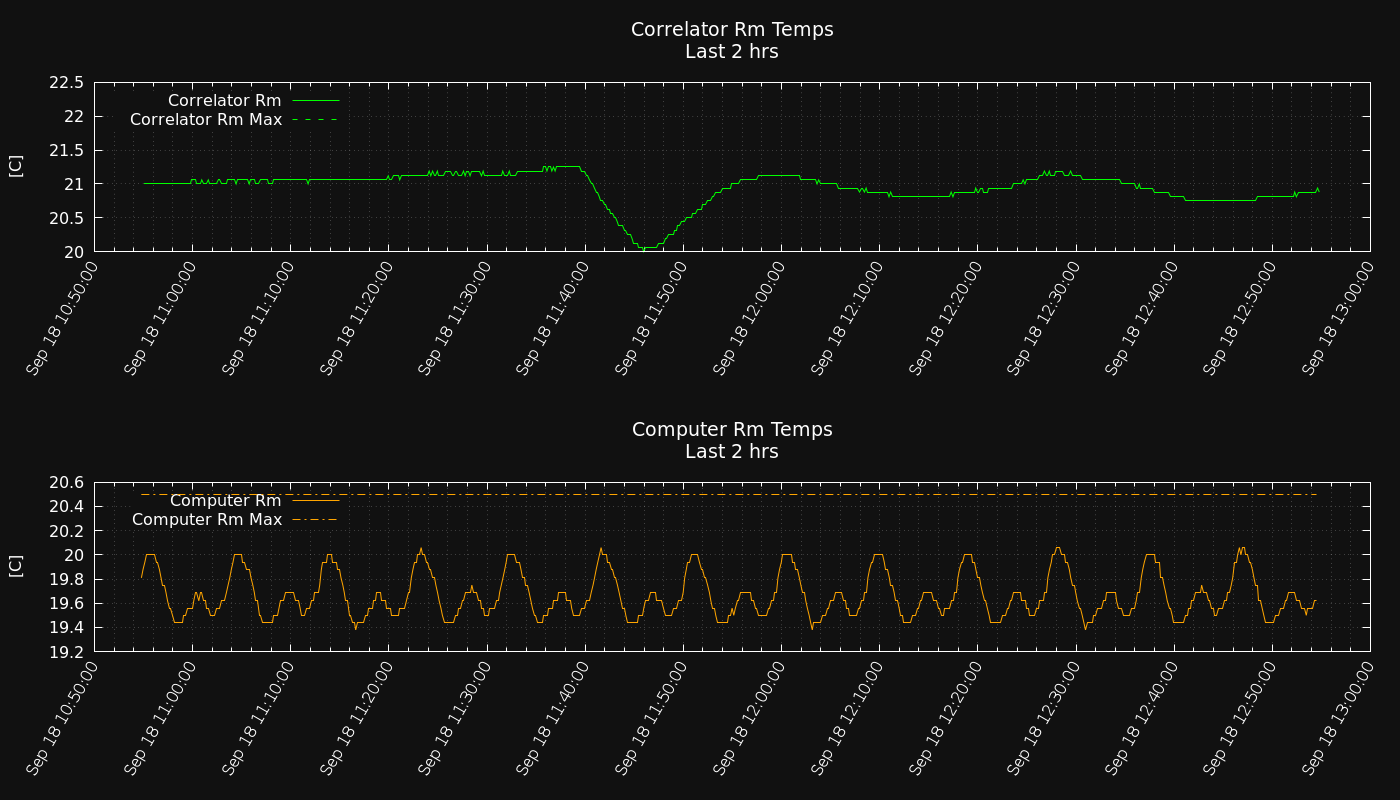 Correlator Rm Temps
Last 2 hrs
22.5
22
21.5
21
20.5
20
[C]
Correlator Rm
Correlator Rm Max
Sep 18 10:50:00
Sep 18 11:00:00
Sep 18 11:10:00
Sep 18 11:20:00
Sep 18 11:30:00
Sep 18 11:40:00
Sep 18 11:50:00
Sep 18 12:00:00
Sep 18 12:10:00
Sep 18 12:20:00
Sep 18 12:30:00
Sep 18 12:40:00
Sep 18 12:50:00
Sep 18 13:00:00
Computer Rm Temps
Last 2 hrs
20.6
20.4
20.2
20
19.8
19.6
19.4
19.2
[C]
Computer Rm
Computer Rm Max
Sep 18 10:50:00
Sep 18 11:00:00
Sep 18 11:10:00
Sep 18 11:20:00
Sep 18 11:30:00
Sep 18 11:40:00
Sep 18 11:50:00
Sep 18 12:00:00
Sep 18 12:10:00
Sep 18 12:20:00
Sep 18 12:30:00
Sep 18 12:40:00
Sep 18 12:50:00
Sep 18 13:00:00